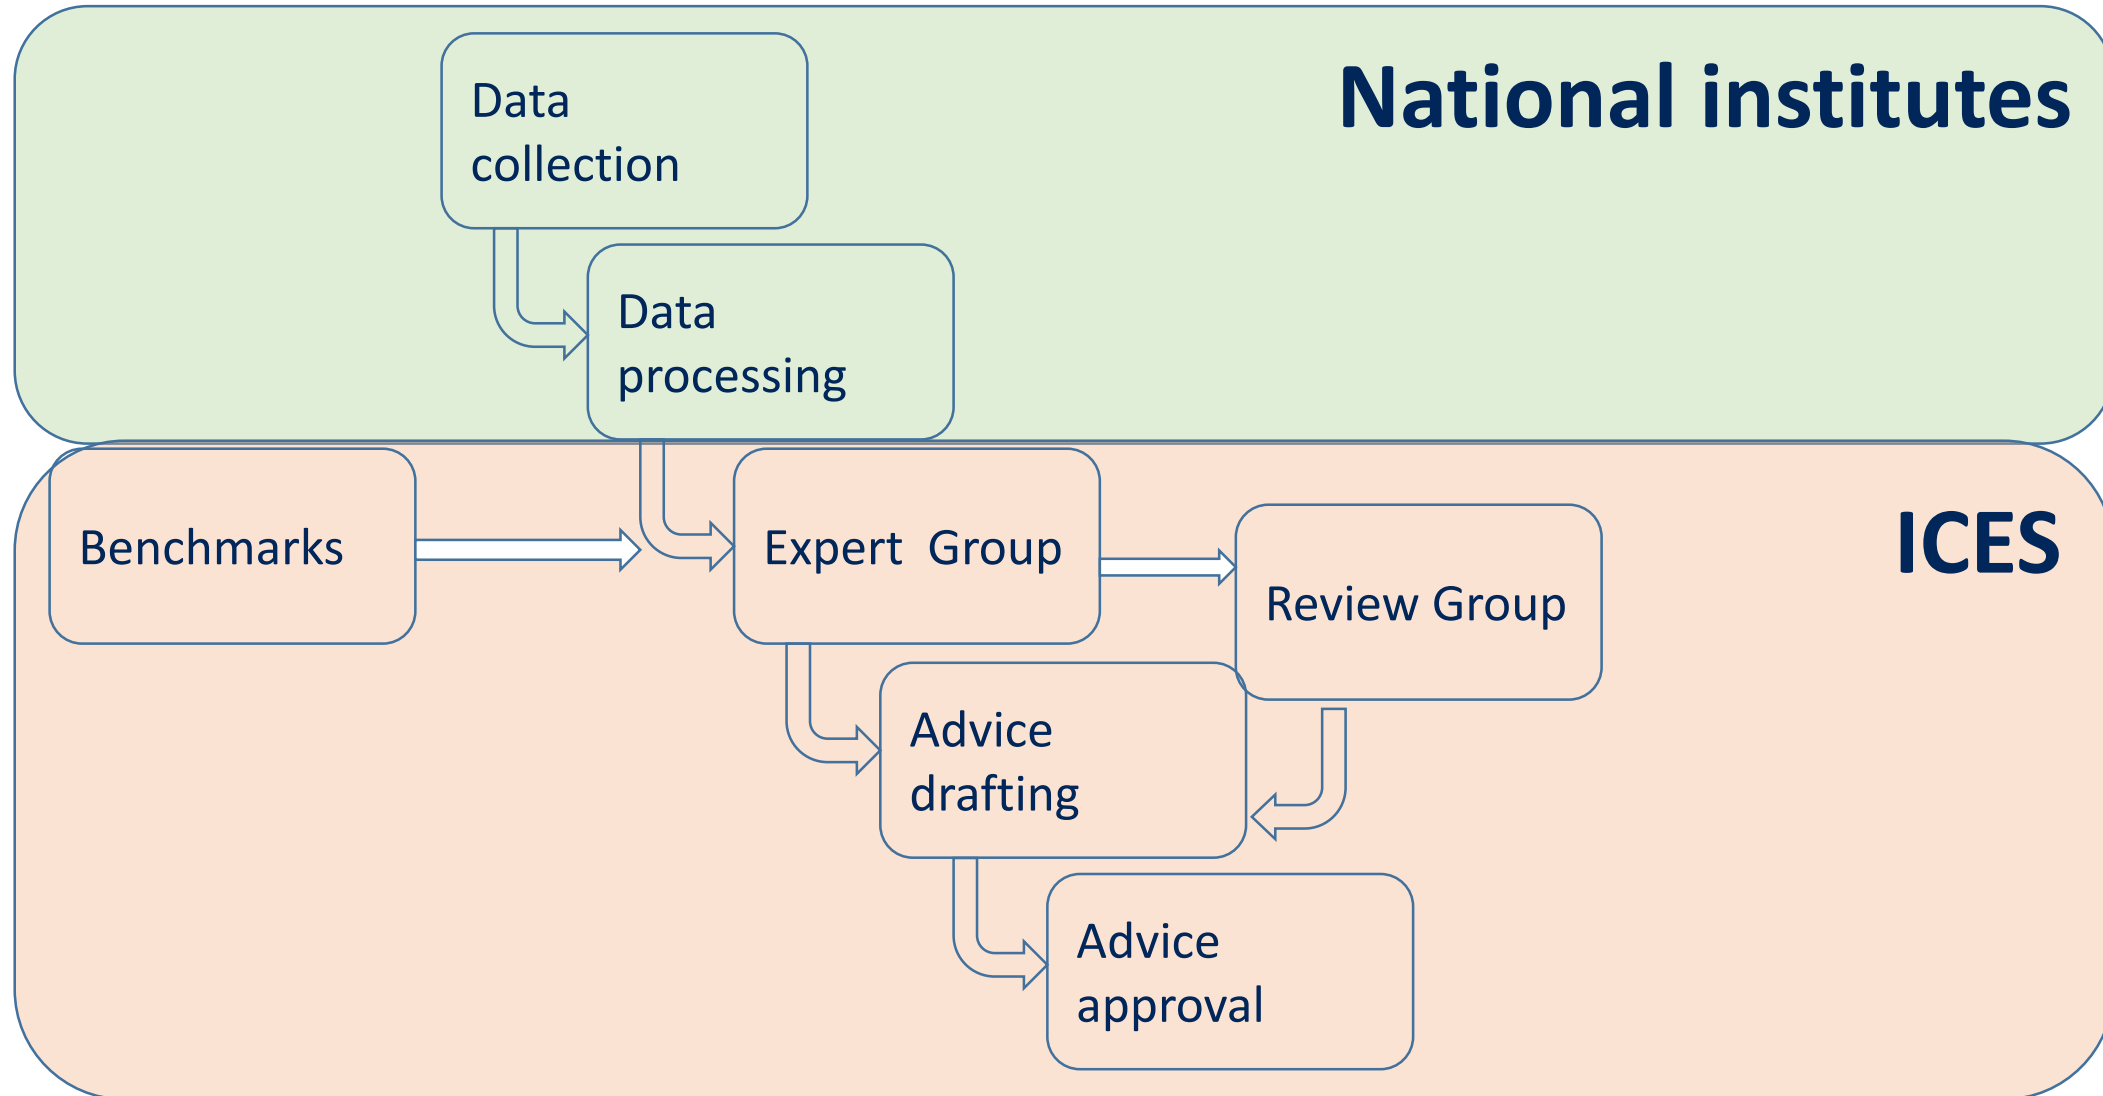 National institutes
Data
collection
Data
processing
ICES
Benchmarks
Expert Group
Review Group
Advice
drafting
Advice
approval